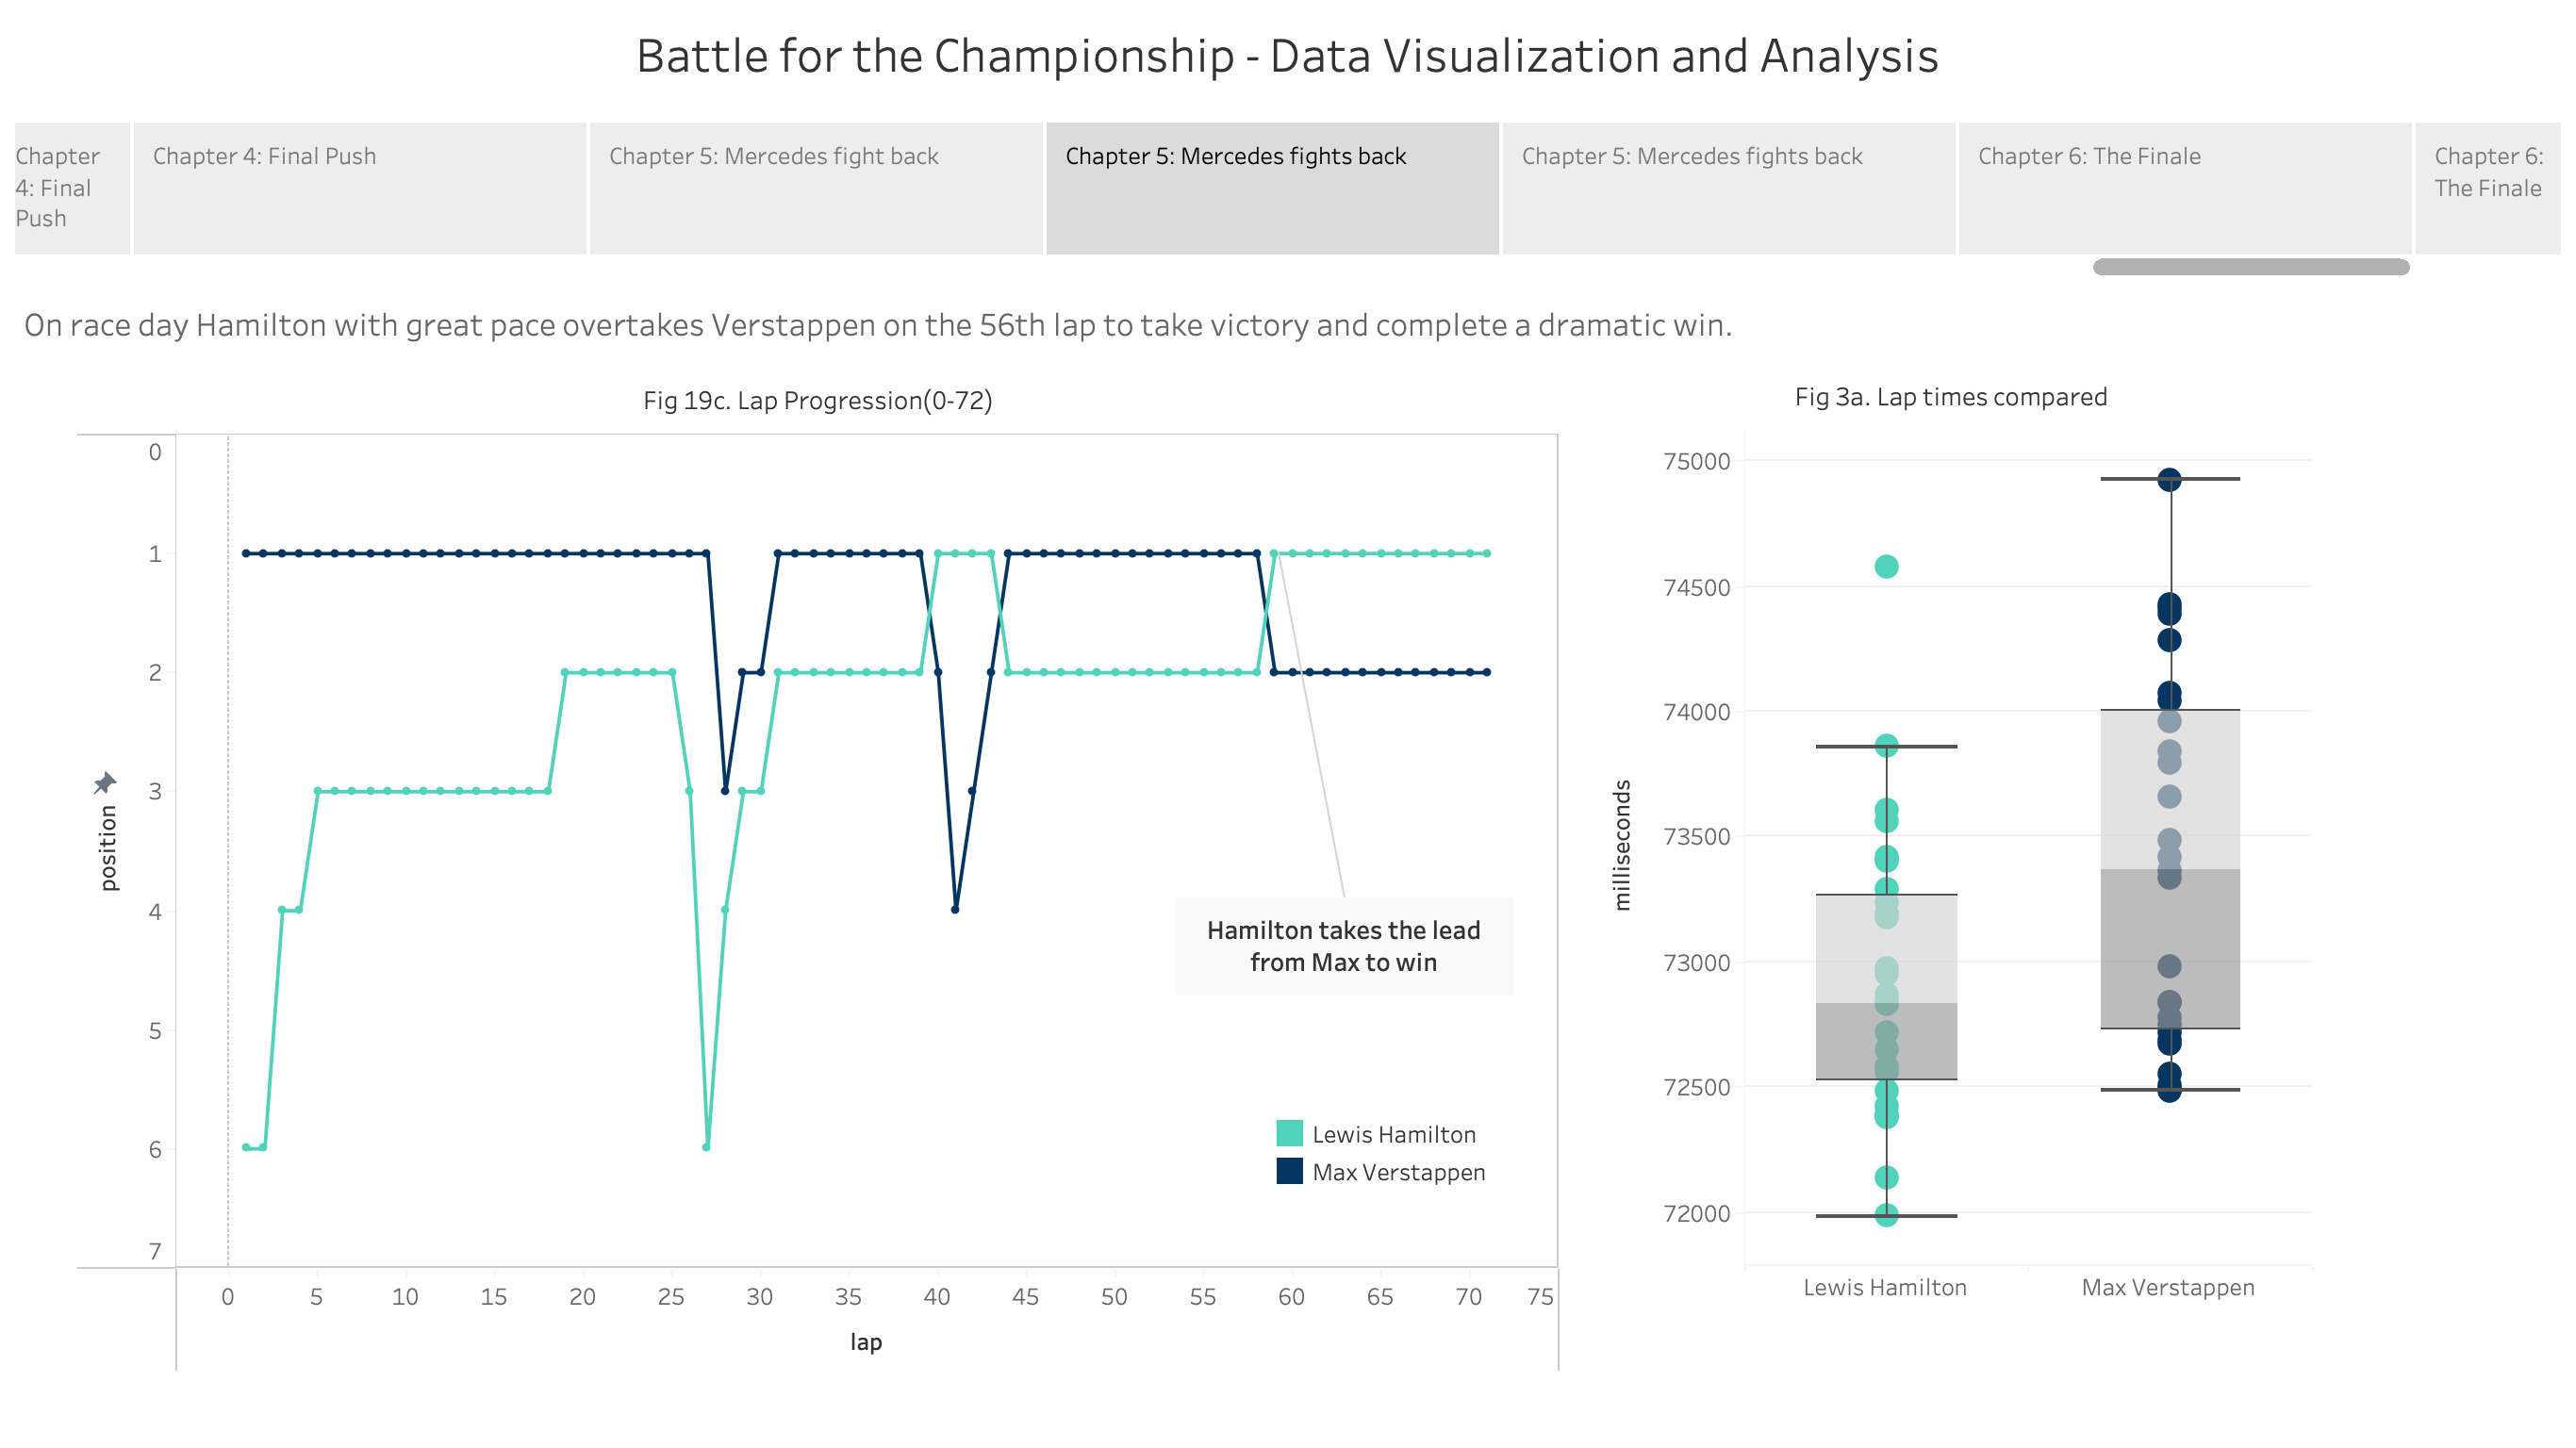 Battle for the Championship - Data Visualization and Analysis
Chapter
4: Final
Push
Chapter 4: Final Push
Chapter 5: Mercedes fight back
Chapter 5: Mercedes fights back
Chapter 5: Mercedes fights back
Chapter 6: The Finale
Chapter 6:
The Finale
On race day Hamilton with great pace overtakes Verstappen on the 56th lap to take victory and complete a dramatic win.
Fig 19c. Lap Progression(0-72)
position
0
1
2
3
4
5
6
7
Hamilton takes the lead
from Max to win
Lewis Hamilton
Max Verstappen
0 5 10 15 20 25 30 35 40 45 50 55 60 65 70 75
lap
Fig 3a. Lap times compared
milliseconds
75000
74500
74000
73500
73000
72500
72000
Lewis Hamilton Max Verstappen